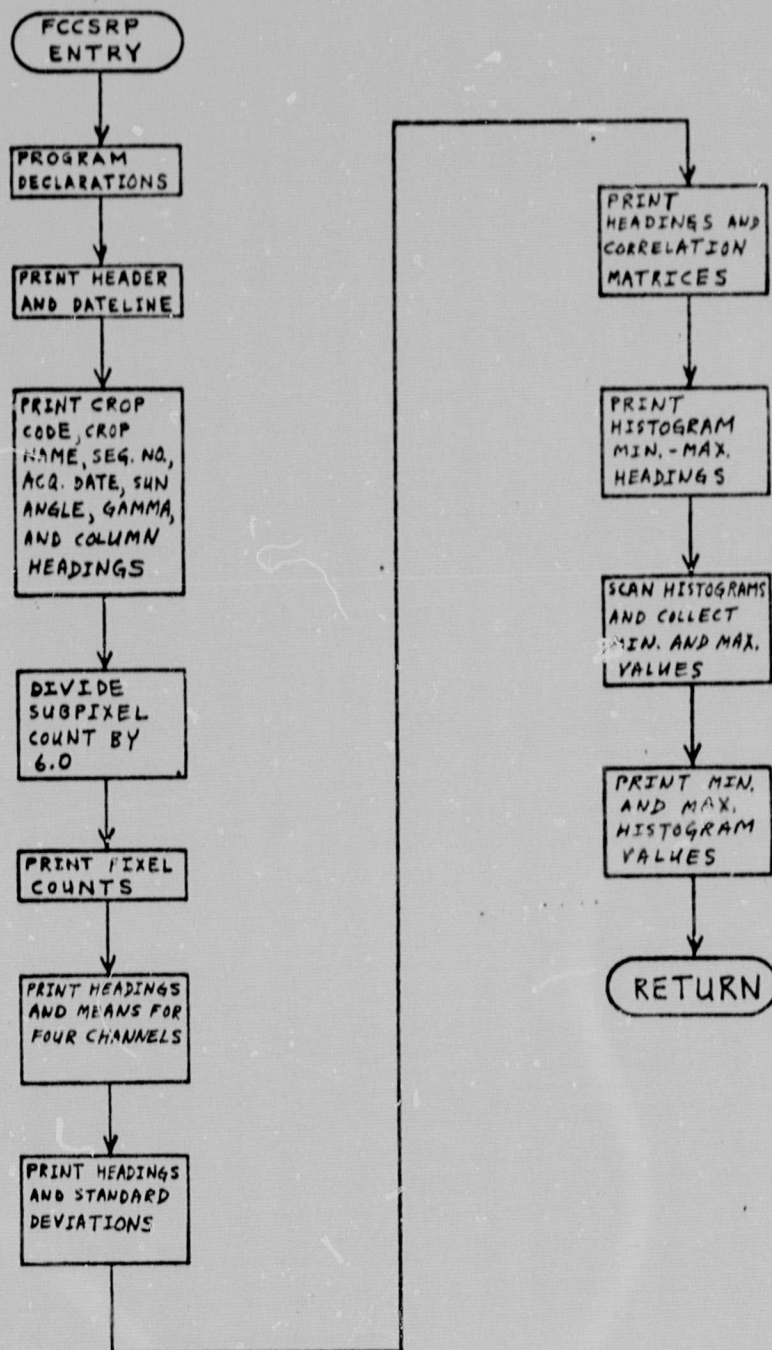 FCCSRP
ENTRY
PROGRAM
DECLARATIONS
PRINT HEADER
AND DATELINE
PRINT CROP
CODE, CROP
NAME, SEG. NO.,
ACQ. DATE, SUN
ANGLE, GAMMA,
AND COLUMN
HEADINGS
DIVIDE
SUBPIXEL
COUNT BY
6.0
PRINT PIXEL
COUNTS
PRINT HEADINGS
AND MEANS FOR
FOUR CHANNELS
PRINT HEADINGS
AND STANDARD
DEVIATIONS
PRINT
HEADINGS AND
CORRELATION
MATRICES
PRINT
HISTOGRAM
MIN.-MAX.
HEADINGS
SCAN HISTOGRAMS
AND COLLECT
MIN. AND MAX.
VALUES
PRINT MIN.
AND MAX.
HISTOGRAM
VALUES
RETURN